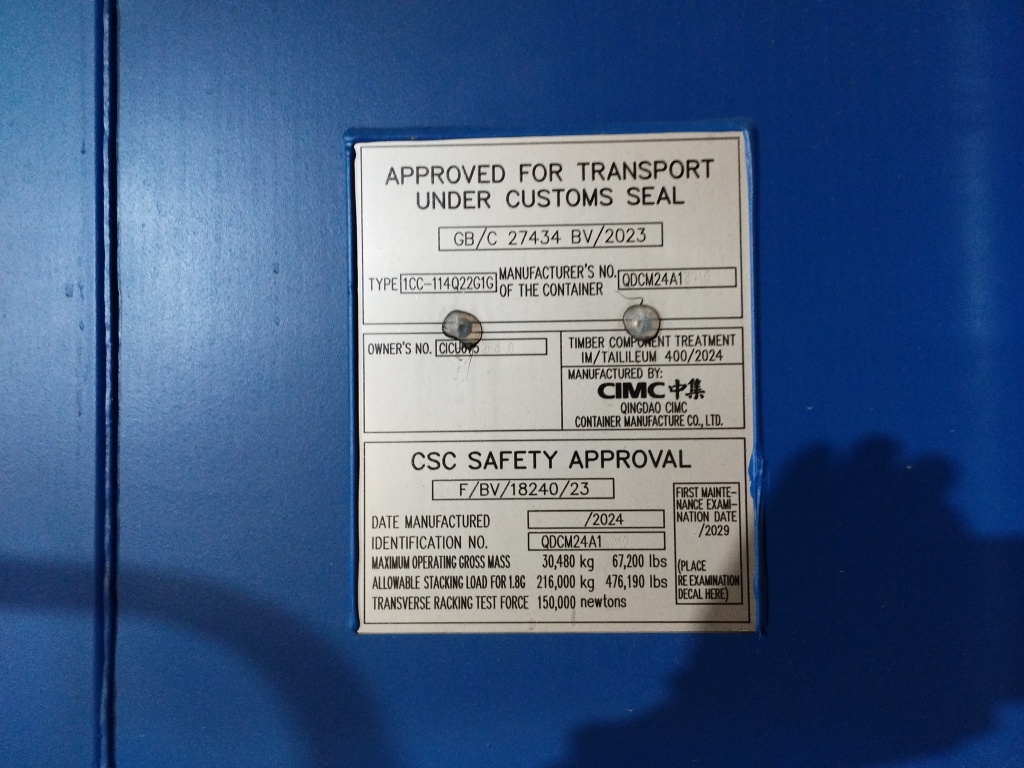 APPROVED FOR TRANSPORT
UNDER CUSTOMS SEAL
GB/C 27434 BV/2023
TYPE 1CC-114Q22G1G MANUFACTURER'S NO. OF THE CONTAINER QDCM24A1
OWNER'S NO.
TIMBER COMPONENT TREATMENT
IM/TAILILEUM 400/2024
MANUFACTURED BY:
CIMC 中集
QINGDAO CIMC
CONTAINER MANUFACTURE CO., LTD.
CSC SAFETY APPROVAL
F/BV/18240/23
DATE MANUFACTURED /2024
IDENTIFICATION NO. QDCM24A1
MAXIMUM OPERATING GROSS MASS 30,480 kg 67,200 lbs
ALLOWABLE STACKING LOAD FOR 1.8G 216,000 kg 476,190 lbs
TRANSVERSE RACKING TEST FORCE 150,000 newtons
FIRST MAINTE-
NANCE EXAMI-
NATION DATE
/2029
(PLACE
RE EXAMINATION
DECAL HERE)